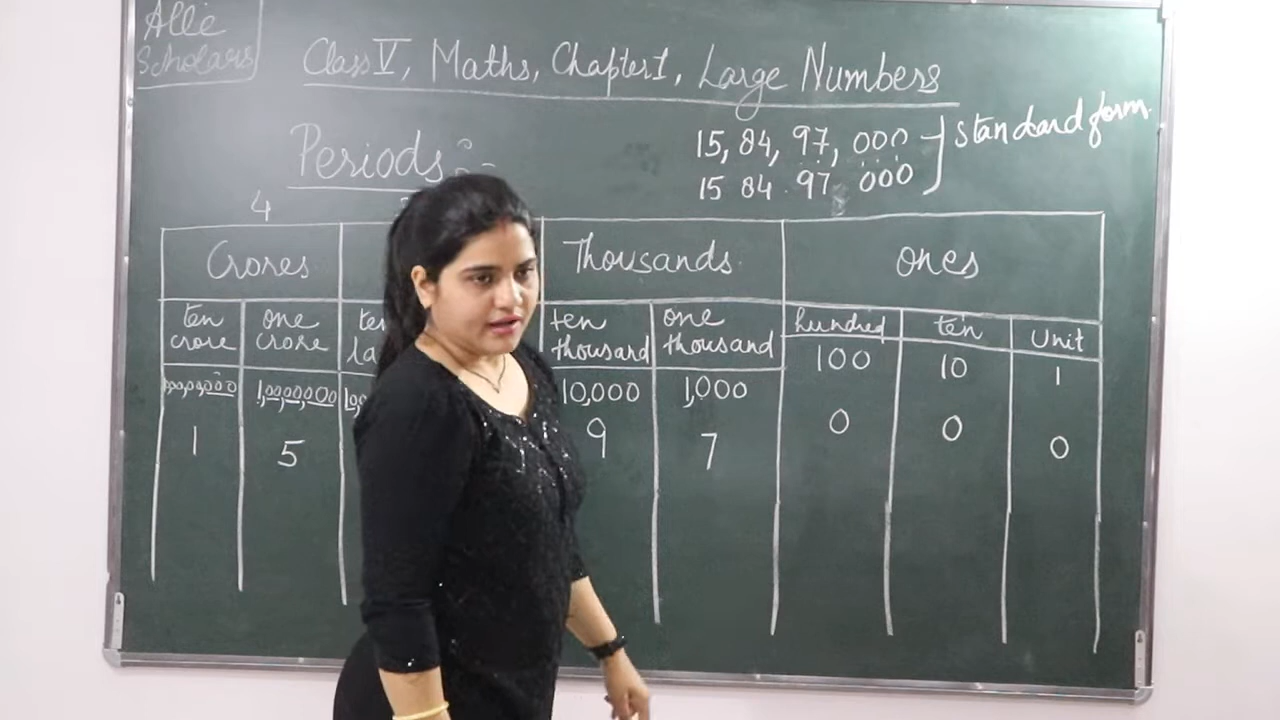 Allie
Scholars
Class V, Maths, Chapter 1, Large Numbers
Periods:-
15, 84, 97, 000
15 84 97 000
Standard form.
4
Crores Thousands Ones
ten crore one crore ten thousand one thousand hundred ten Unit
1,00,00,000 10,000 1,000 100 10 1
1 5 9 7 0 0 0